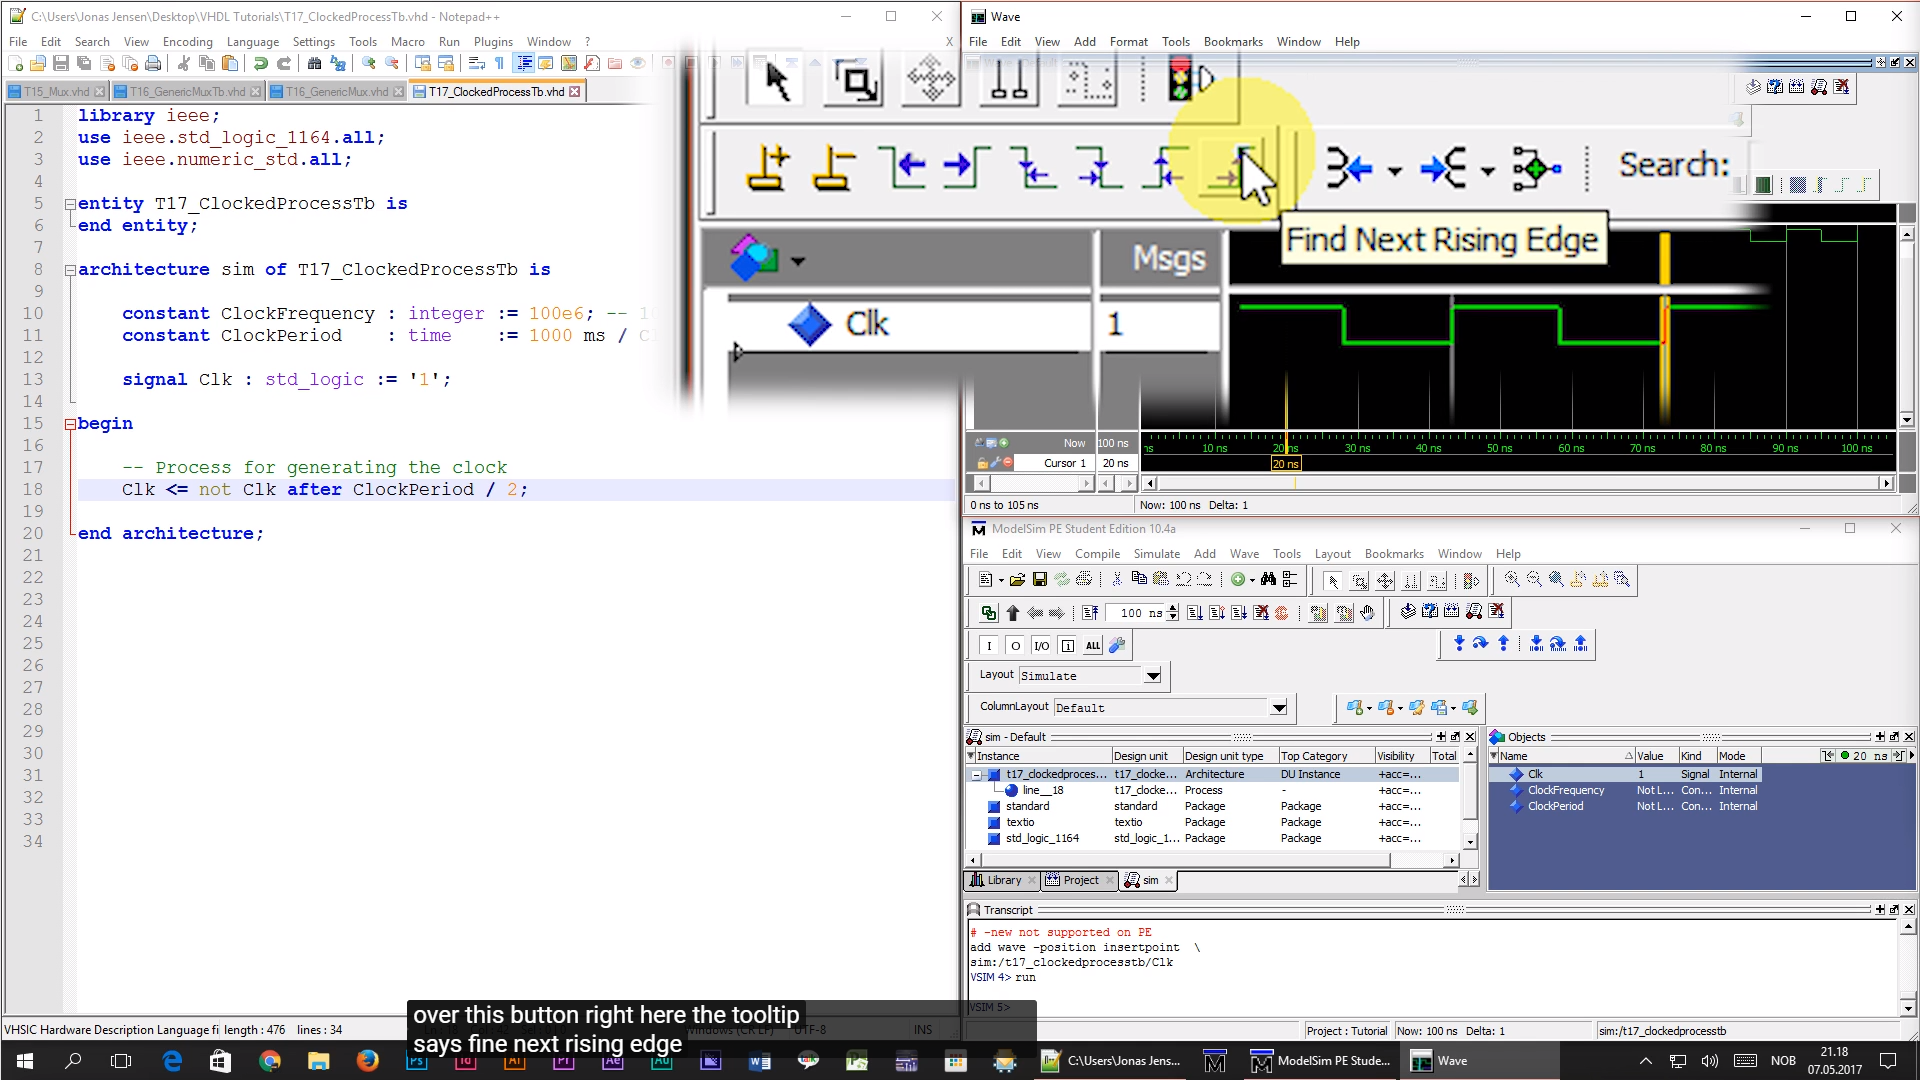 C:\Users\Jonas Jensen\Desktop\VHDL Tutorials\T17_ClockedProcessTb.vhd - Notepad++
File Edit Search View Encoding Language Settings Tools Macro Run Plugins Window ? X
T15_Mux.vhd T16_GenericMuxTb.vhd T16_GenericMux.vhd T17_ClockedProcessTb.vhd
1 library ieee;
2 use ieee.std_logic_1164.all;
3 use ieee.numeric_std.all;
4
5 entity T17_ClockedProcessTb is
6 end entity;
7
8 architecture sim of T17_ClockedProcessTb is
9
10 constant ClockFrequency : integer := 100e6; --
11 constant ClockPeriod : time := 1000 ms /
12
13 signal Clk : std_logic := '1';
14
15 begin
16
17 -- Process for generating the clock
18 Clk <= not Clk after ClockPeriod / 2;
19
20 end architecture;
21
22
23
24
25
26
27
28
29
30
31
32
33
34
VHSIC Hardware Description Language fi length : 476 lines : 34 UTF-8 INS
Wave
File Edit View Add Format Tools Bookmarks Window Help
Search:
Find Next Rising Edge
Msgs
Clk 1
Now 100 ns
Cursor 1 20 ns
ns 10 ns 20 ns 30 ns 40 ns 50 ns 60 ns 70 ns 80 ns 90 ns 100 ns
20 ns
0 ns to 105 ns Now: 100 ns Delta: 1
ModelSim PE Student Edition 10.4a
File Edit View Compile Simulate Add Wave Tools Layout Bookmarks Window Help
100 ns
I O I/O i ALL
Layout Simulate
ColumnLayout Default
sim - Default
Instance Design unit Design unit type Top Category Visibility Total
t17_clockedproces... t17_docke... Architecture DU Instance +acc=...
line__18 t17_docke... Process - +acc=...
standard standard Package Package +acc=...
textio textio Package Package +acc=...
std_logic_1164 std_logic_1... Package Package +acc=...
Library Project sim
Objects
Name Value Kind Mode 20 ns
Clk 1 Signal Internal
ClockFrequency Not L... Con... Internal
ClockPeriod Not L... Con... Internal
Transcript
# -new not supported on PE
add wave -position insertpoint \
sim:/t17_clockedprocesstb/Clk
VSIM 4> run
VSIM 5>
Project : Tutorial Now: 100 ns Delta: 1 sim:/t17_clockedprocesstb
over this button right here the tooltip
says fine next rising edge
C:\Users\Jonas Jens... ModelSim PE Stude... Wave
NOB 21.18
07.05.2017